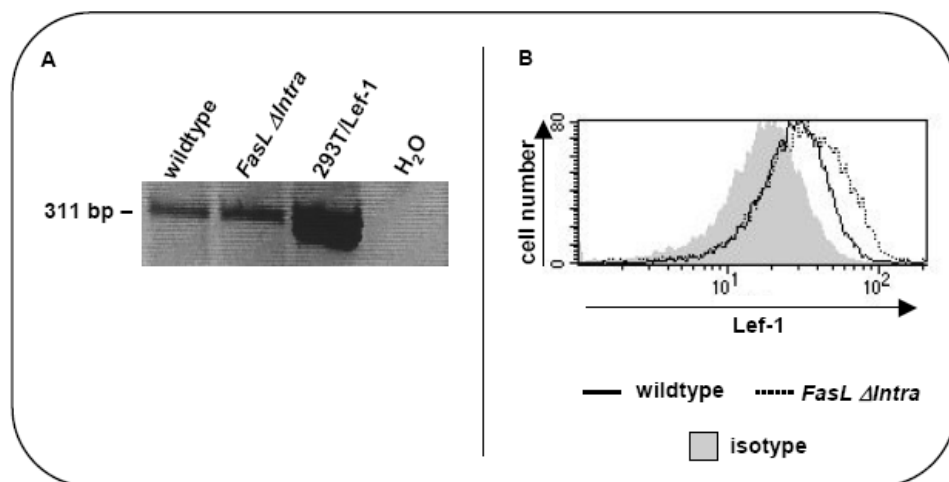 A
wildtype
FasL ΔIntra
293T/Lef-1
H₂O
311 bp –
B
cell number
80
0
10¹
10²
Lef-1
wildtype
FasL ΔIntra
isotype